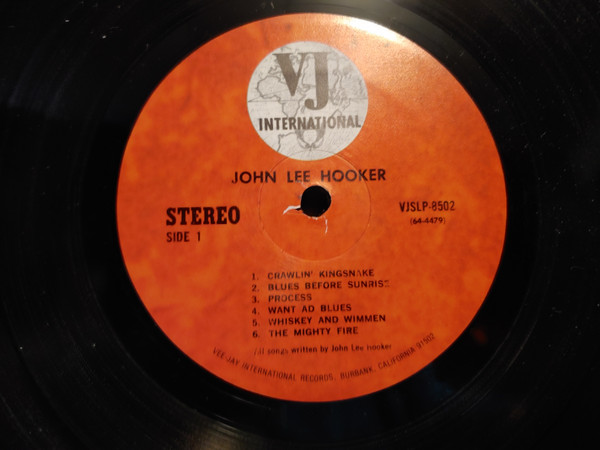 VJ
INTERNATIONAL
JOHN LEE HOOKER
STEREO
SIDE 1
VJSLP-8502
(64-4479)
1. CRAWLIN' KINGSNAKE
2. BLUES BEFORE SUNRISE
3. PROCESS
4. WANT AD BLUES
5. WHISKEY AND WIMMEN
6. THE MIGHTY FIRE
All songs written by John Lee Hooker
VEE-JAY INTERNATIONAL RECORDS, BURBANK, CALIFORNIA 91502